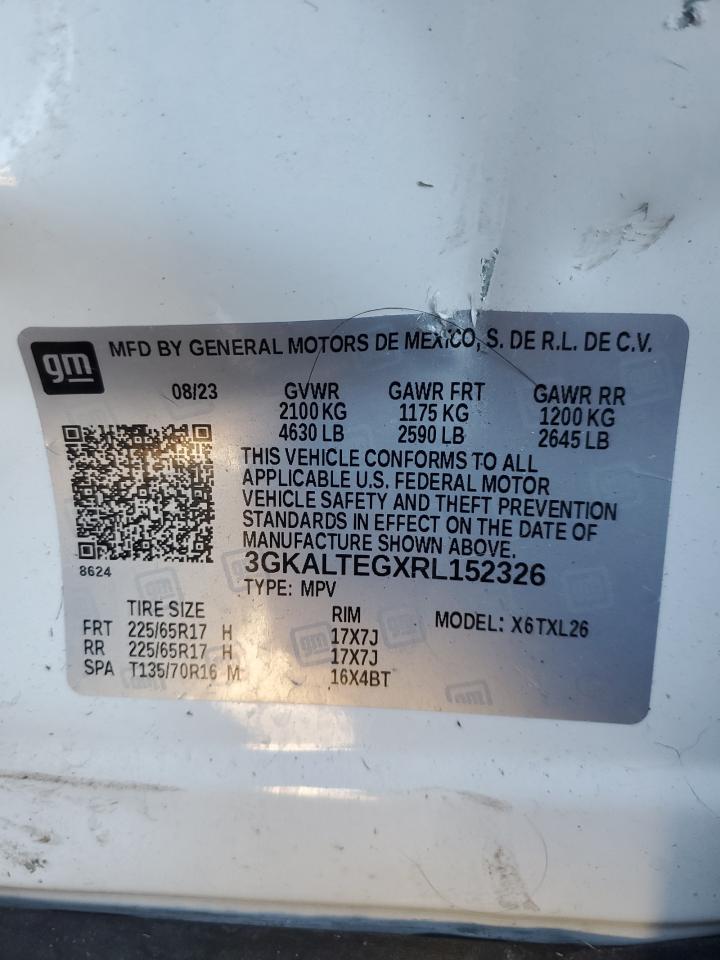 gm MFD BY GENERAL MOTORS DE MEXICO, S. DE R.L. DE C.V.
08/23 GVWR GAWR FRT GAWR RR
2100 KG 1175 KG 1200 KG
4630 LB 2590 LB 2645 LB
THIS VEHICLE CONFORMS TO ALL
APPLICABLE U.S. FEDERAL MOTOR
VEHICLE SAFETY AND THEFT PREVENTION
STANDARDS IN EFFECT ON THE DATE OF
MANUFACTURE SHOWN ABOVE.
8624
3GKALTEGXRL152326
TYPE: MPV
TIRE SIZE RIM MODEL: X6TXL26
FRT 225/65R17 H 17X7J
RR 225/65R17 H 17X7J
SPA T135/70R16 M 16X4BT